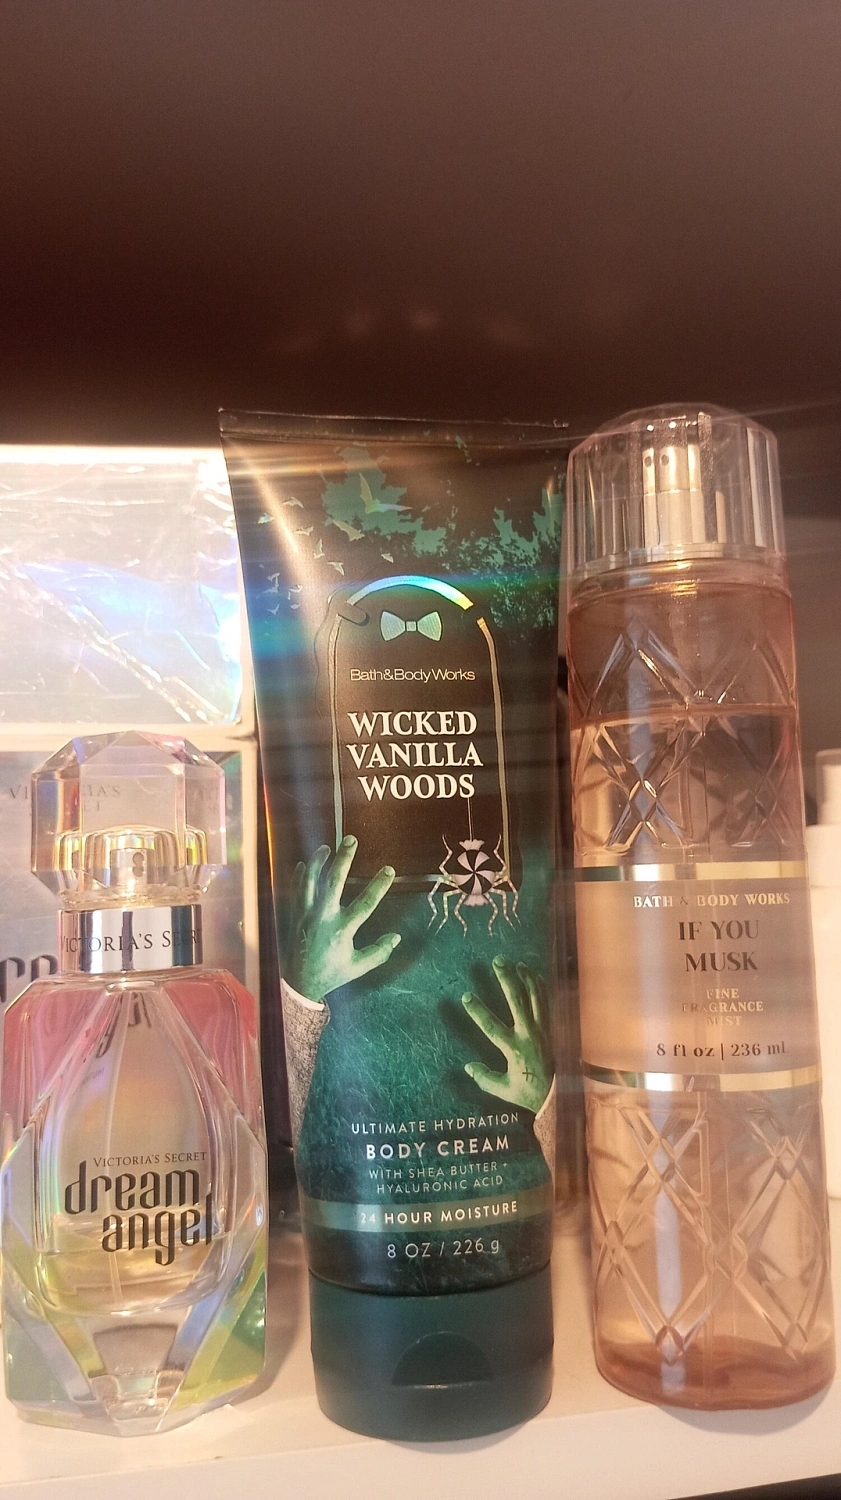 VICTORIA'S
VICTORIA'S SECRET
dream
angel
Bath&Body Works
WICKED
VANILLA
WOODS
ULTIMATE HYDRATION
BODY CREAM
WITH SHEA BUTTER +
HYALURONIC ACID
24 HOUR MOISTURE
8 OZ / 226 g
BATH & BODY WORKS
IF YOU
MUSK
FINE
FRAGRANCE
MIST
8 fl oz | 236 mL